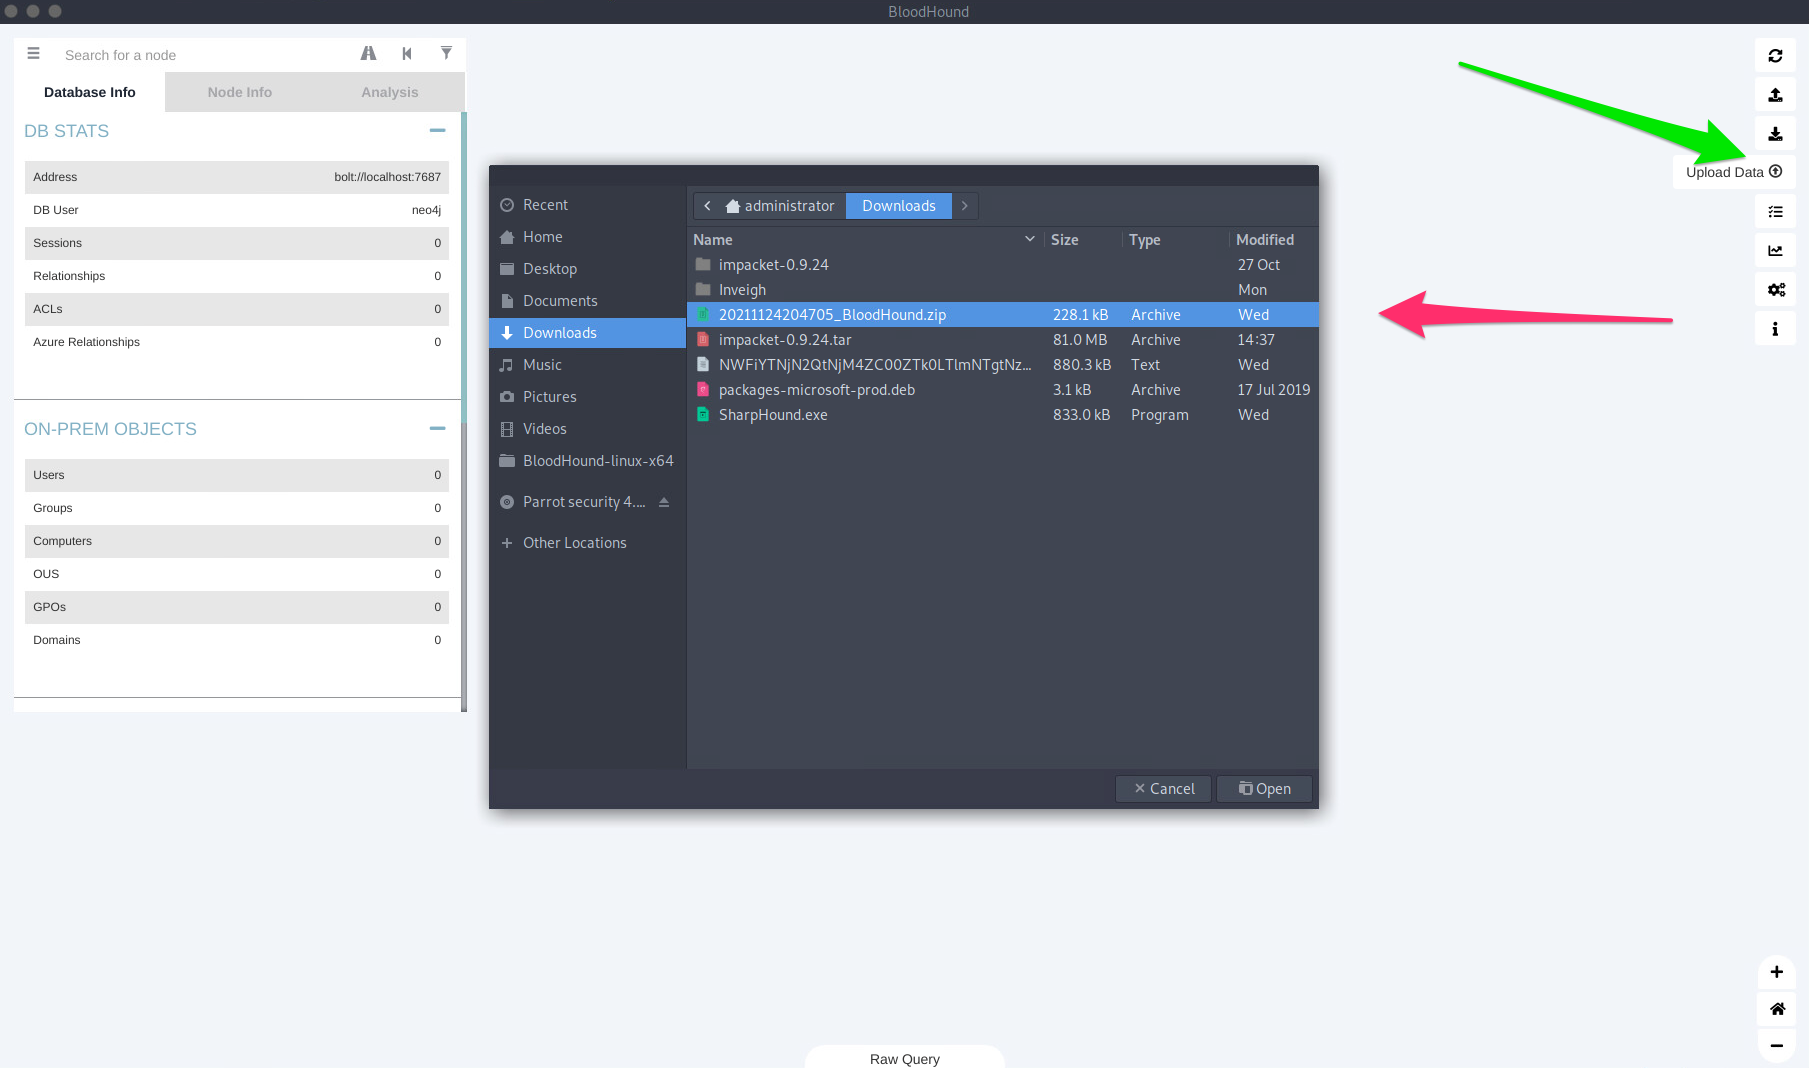 BloodHound
Search for a node
Database Info Node Info Analysis
DB STATS
Address bolt://localhost:7687
DB User neo4j
Sessions 0
Relationships 0
ACLs 0
Azure Relationships 0
ON-PREM OBJECTS
Users 0
Groups 0
Computers 0
OUS 0
GPOs 0
Domains 0
Recent
Home
Desktop
Documents
Downloads
Music
Pictures
Videos
BloodHound-linux-x64
Parrot security 4....
Other Locations
administrator Downloads
Name Size Type Modified
impacket-0.9.24 27 Oct
Inveigh Mon
20211124204705_BloodHound.zip 228.1 kB Archive Wed
impacket-0.9.24.tar 81.0 MB Archive 14:37
NWFiYTNjN2QtNjM4ZC00ZTk0LTlmNTgtNz... 880.3 kB Text Wed
packages-microsoft-prod.deb 3.1 kB Archive 17 Jul 2019
SharpHound.exe 833.0 kB Program Wed
Cancel Open
Upload Data
Raw Query